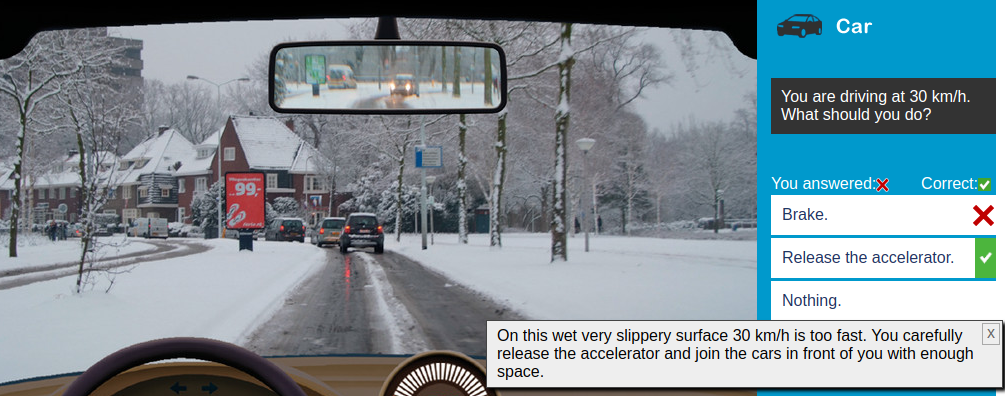 Car
You are driving at 30 km/h.
What should you do?
You answered:
Correct:
Brake.
Release the accelerator.
Nothing.
99,-
On this wet very slippery surface 30 km/h is too fast. You carefully
release the accelerator and join the cars in front of you with enough
space.
X